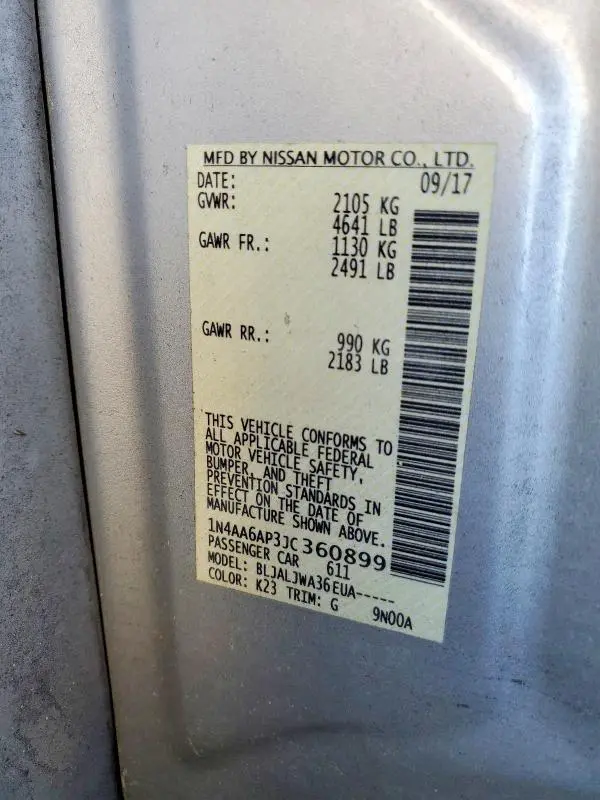 MFD BY NISSAN MOTOR CO., LTD.
DATE: 09/17
GVWR: 2105 KG
4641 LB
GAWR FR.: 1130 KG
2491 LB
GAWR RR.: 990 KG
2183 LB
THIS VEHICLE CONFORMS TO
ALL APPLICABLE FEDERAL
MOTOR VEHICLE SAFETY,
BUMPER, AND THEFT
PREVENTION STANDARDS IN
EFFECT ON THE DATE OF
MANUFACTURE SHOWN ABOVE.
1N4AA6AP3JC360899
PASSENGER CAR 611
MODEL: BLJALJWA36EUA-----
COLOR: K23 TRIM: G 9N00A